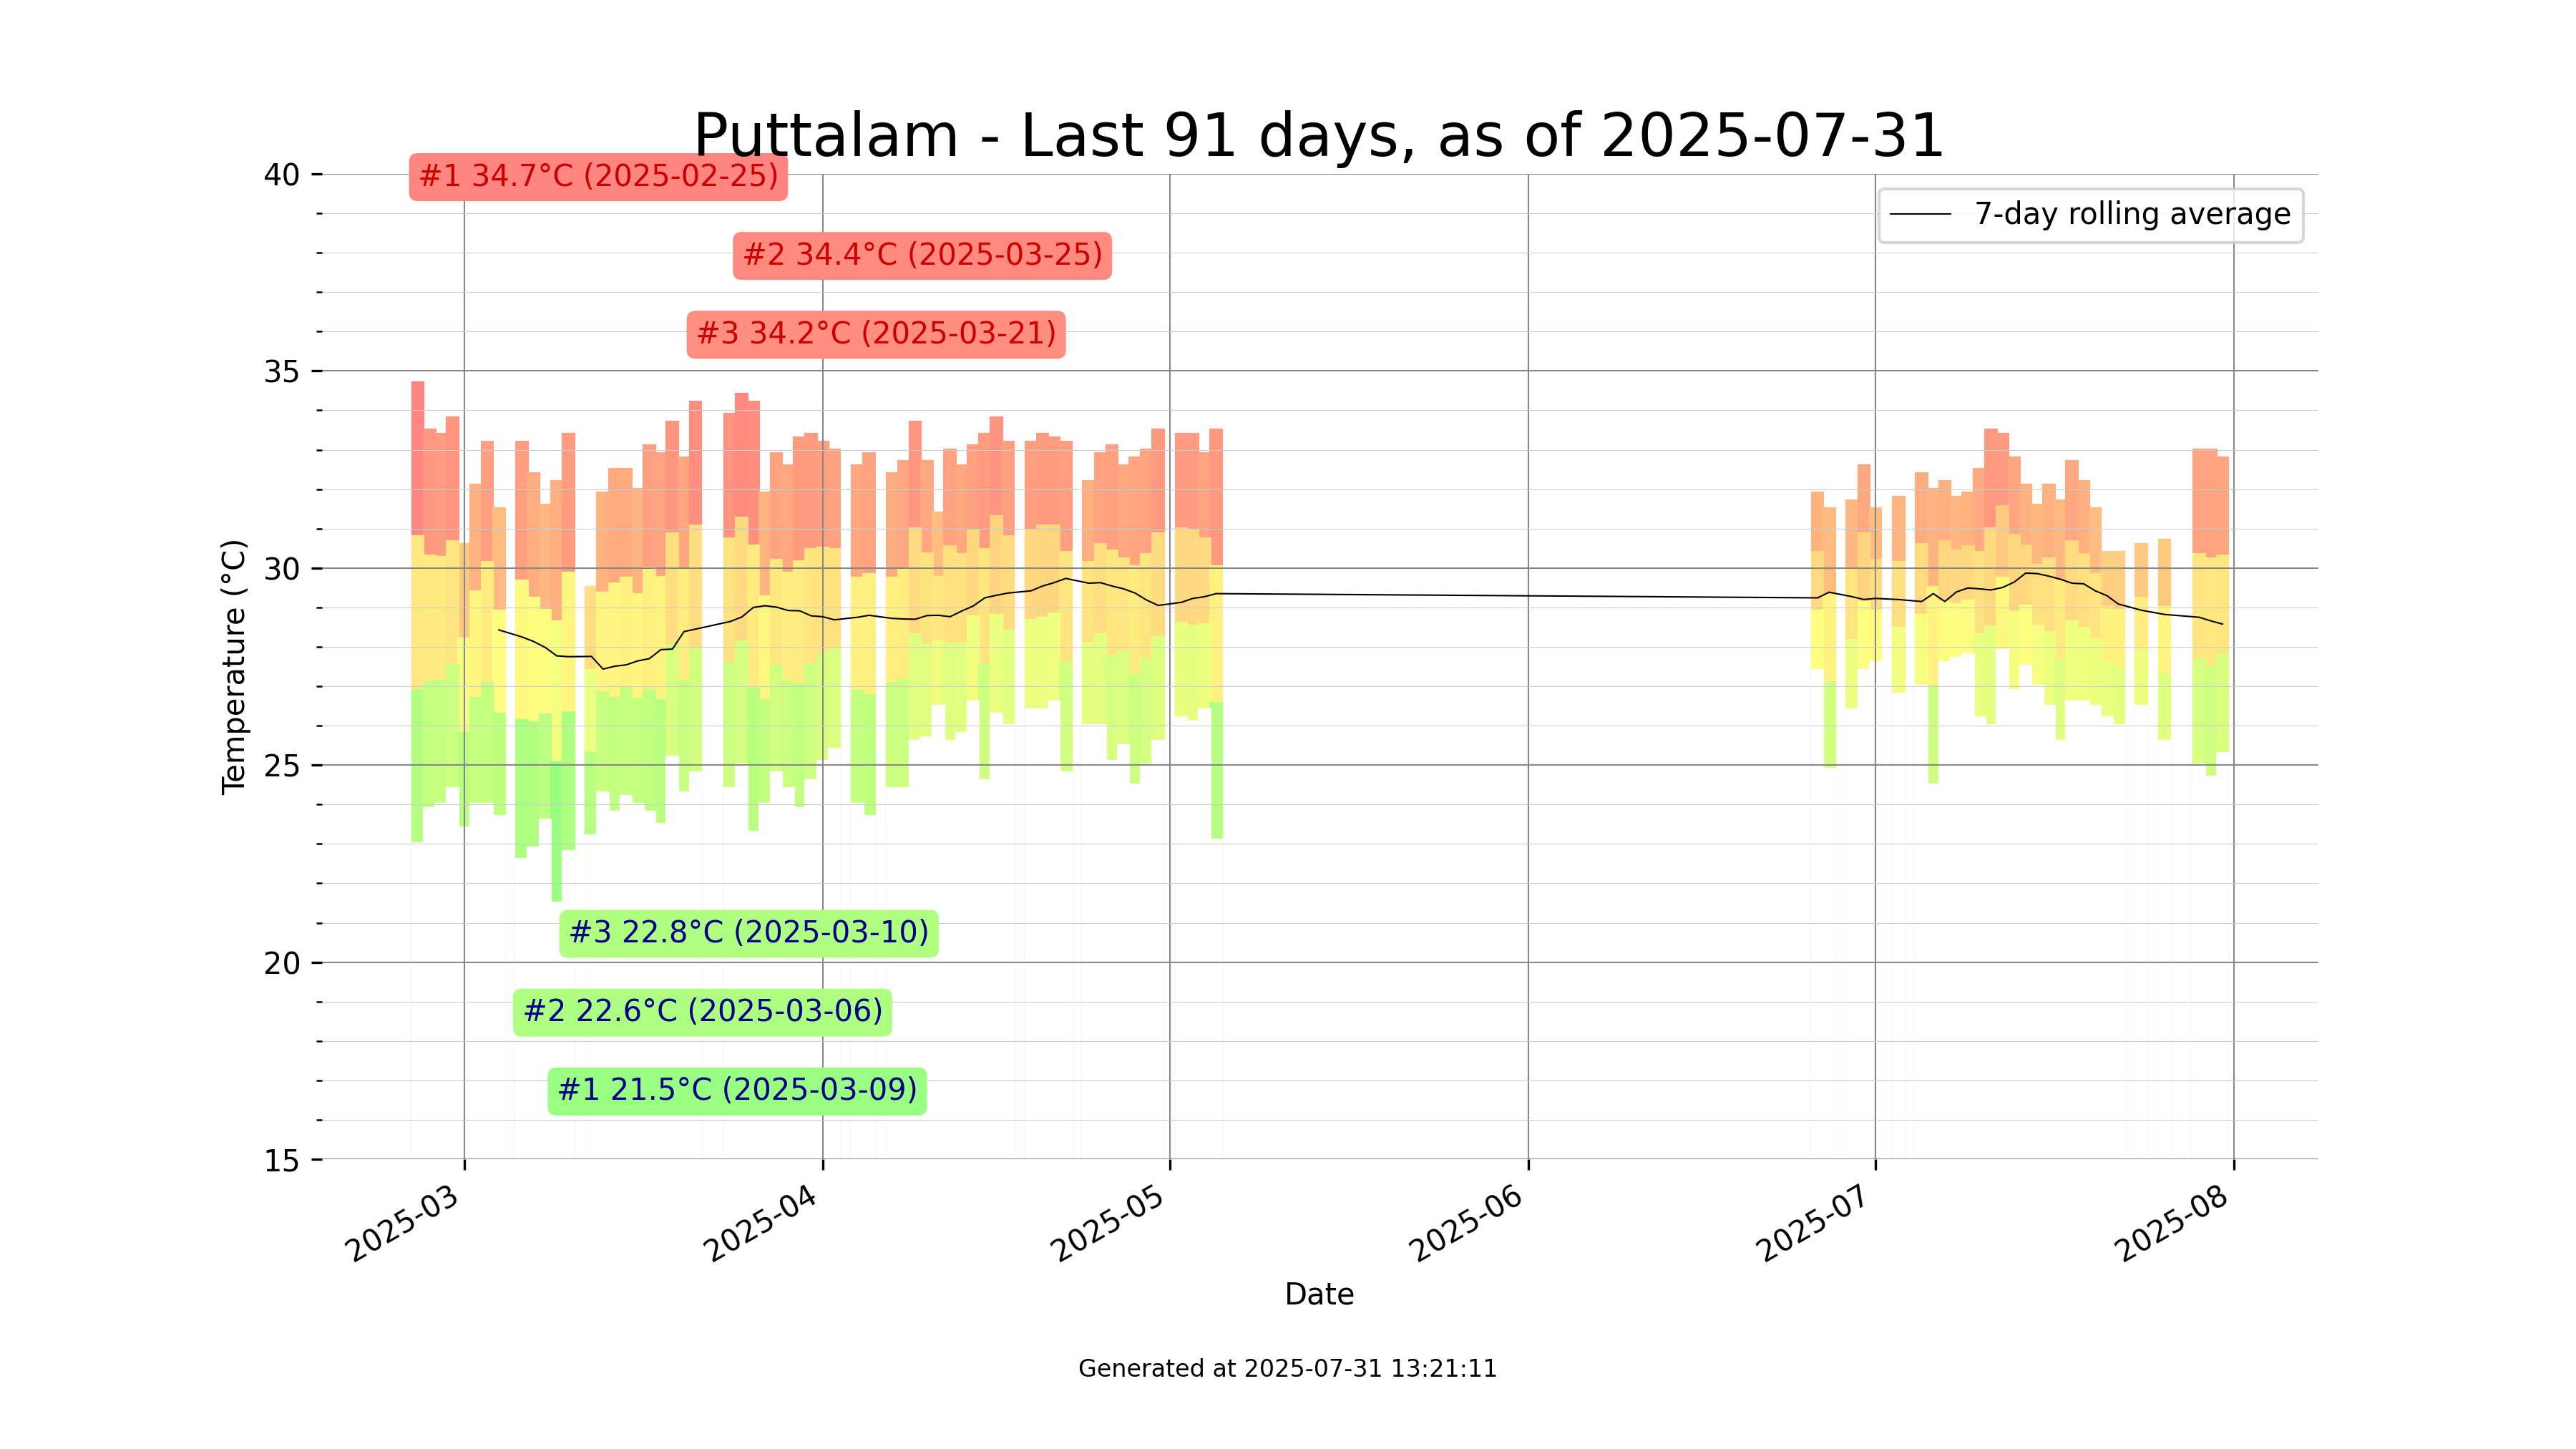 Puttalam - Last 91 days, as of 2025-07-31
#1 34.7°C (2025-02-25)
#2 34.4°C (2025-03-25)
#3 34.2°C (2025-03-21)
7-day rolling average
40
35
30
25
20
15
Temperature (°C)
#3 22.8°C (2025-03-10)
#2 22.6°C (2025-03-06)
#1 21.5°C (2025-03-09)
2025-03
2025-04
2025-05
2025-06
2025-07
2025-08
Date
Generated at 2025-07-31 13:21:11